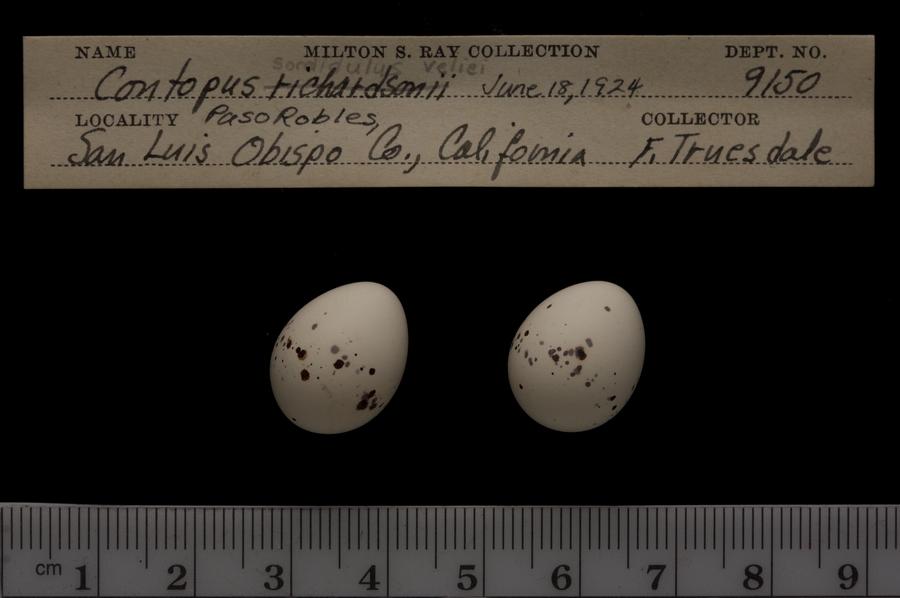 NAME MILTON S. RAY COLLECTION DEPT. NO.
Sordidulus veliei
Contopus richardsonii June 18, 1924 9150
LOCALITY Paso Robles, COLLECTOR
San Luis Obispo Co., California F. Truesdale
cm 1 2 3 4 5 6 7 8 9